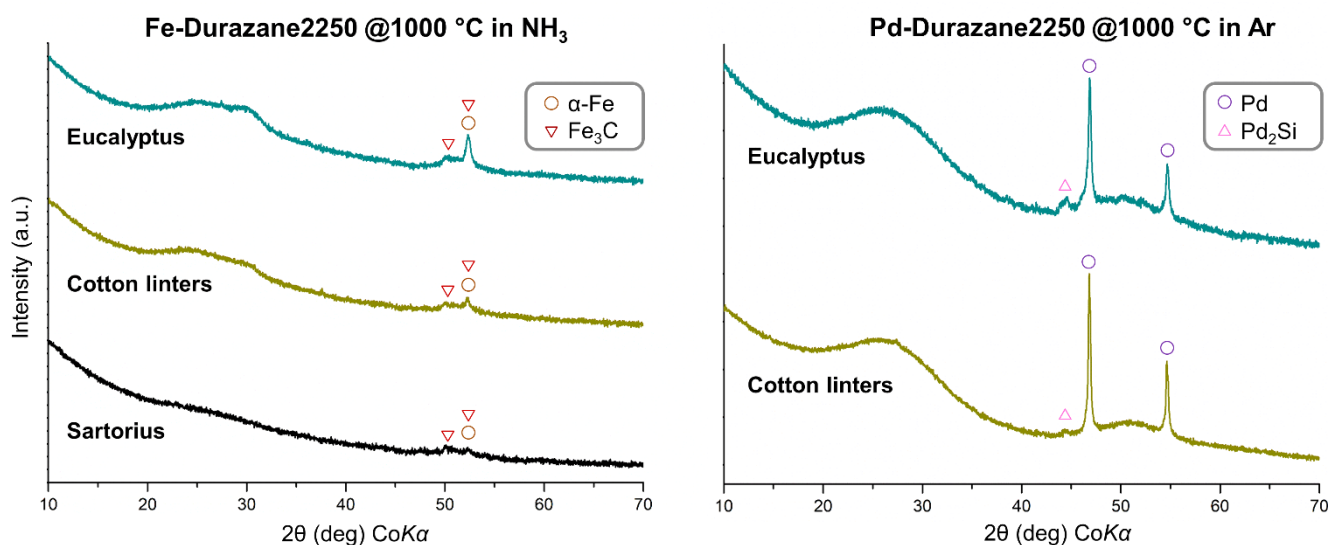 Fe-Durazane2250 @1000 °C in NH₃
α-Fe
Fe₃C
Eucalyptus
Cotton linters
Sartorius
Intensity (a.u.)
10 20 30 40 50 60 70
2θ (deg) CoKα
Pd-Durazane2250 @1000 °C in Ar
Pd
Pd₂Si
Eucalyptus
Cotton linters
10 20 30 40 50 60 70
2θ (deg) CoKα